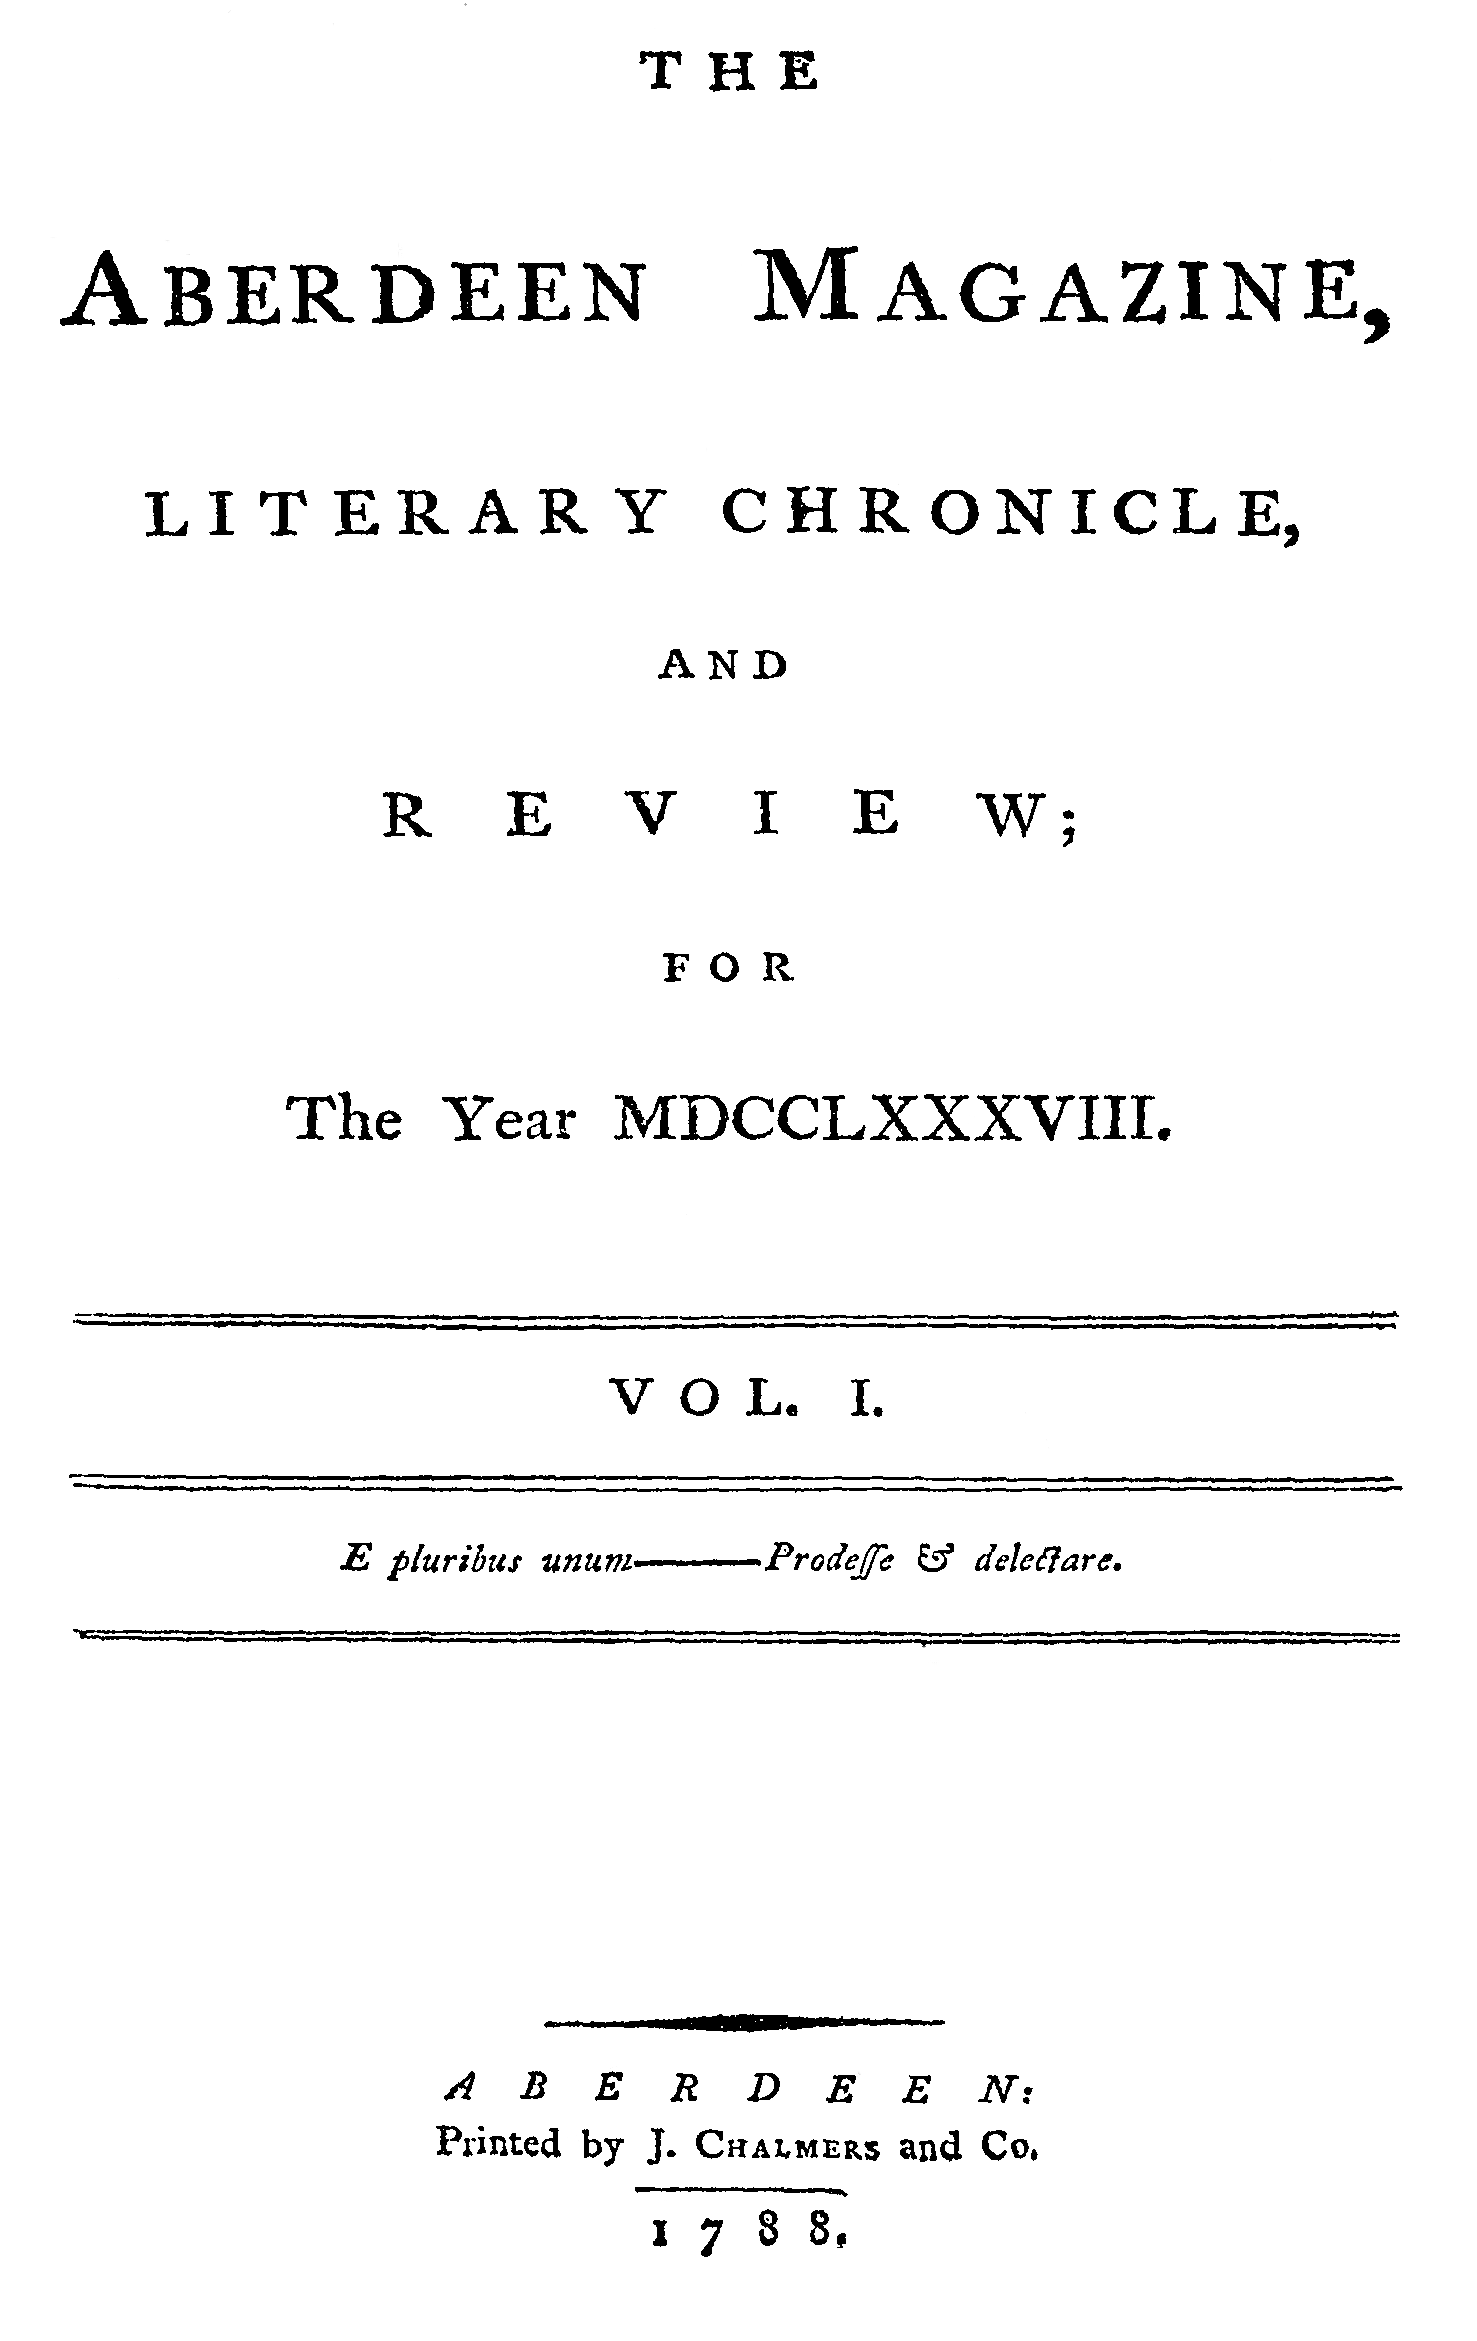 THE
ABERDEEN MAGAZINE,
LITERARY CHRONICLE,
AND
REVIEW;
FOR
The Year MDCCLXXXVIII.
VOL. I.
E pluribus unum———Prodeſſe & delectare.
ABERDEEN:
Printed by J. CHALMERS and Co.
1788.